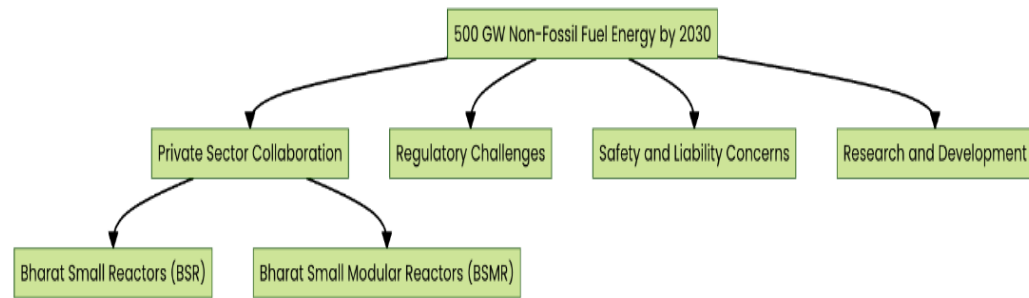 500 GW Non-Fossil Fuel Energy by 2030
Private Sector Collaboration
Regulatory Challenges
Safety and Liability Concerns
Research and Development
Bharat Small Reactors (BSR)
Bharat Small Modular Reactors (BSMR)